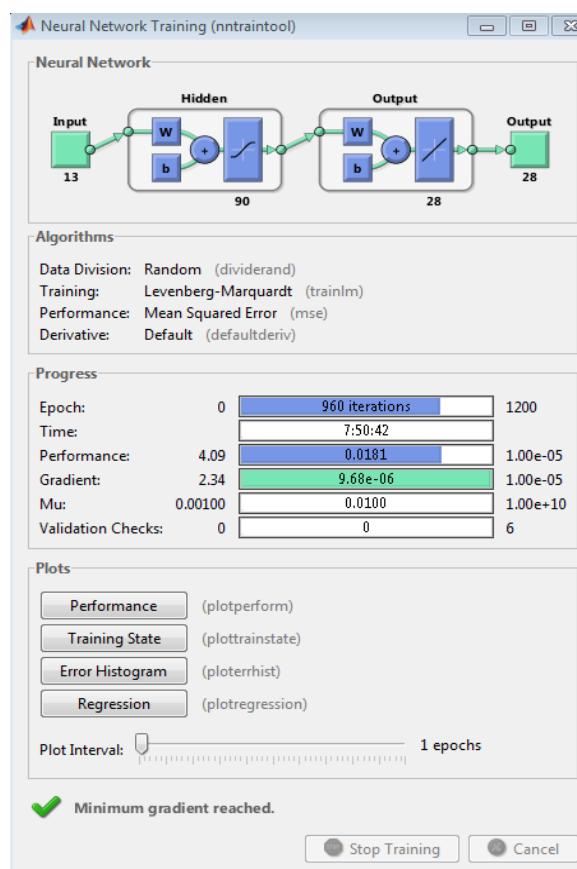 Neural Network Training (nntraintool)
Neural Network
Hidden Output
Input Output
W W
+ +
b b
13 28
90 28
Algorithms
Data Division: Random (dividerand)
Training: Levenberg-Marquardt (trainlm)
Performance: Mean Squared Error (mse)
Derivative: Default (defaultderiv)
Progress
Epoch: 0 960 iterations 1200
Time: 7:50:42
Performance: 4.09 0.0181 1.00e-05
Gradient: 2.34 9.68e-06 1.00e-05
Mu: 0.00100 0.0100 1.00e+10
Validation Checks: 0 0 6
Plots
Performance (plotperform)
Training State (plottrainstate)
Error Histogram (ploterrhist)
Regression (plotregression)
Plot Interval: 1 epochs
Minimum gradient reached.
Stop Training Cancel